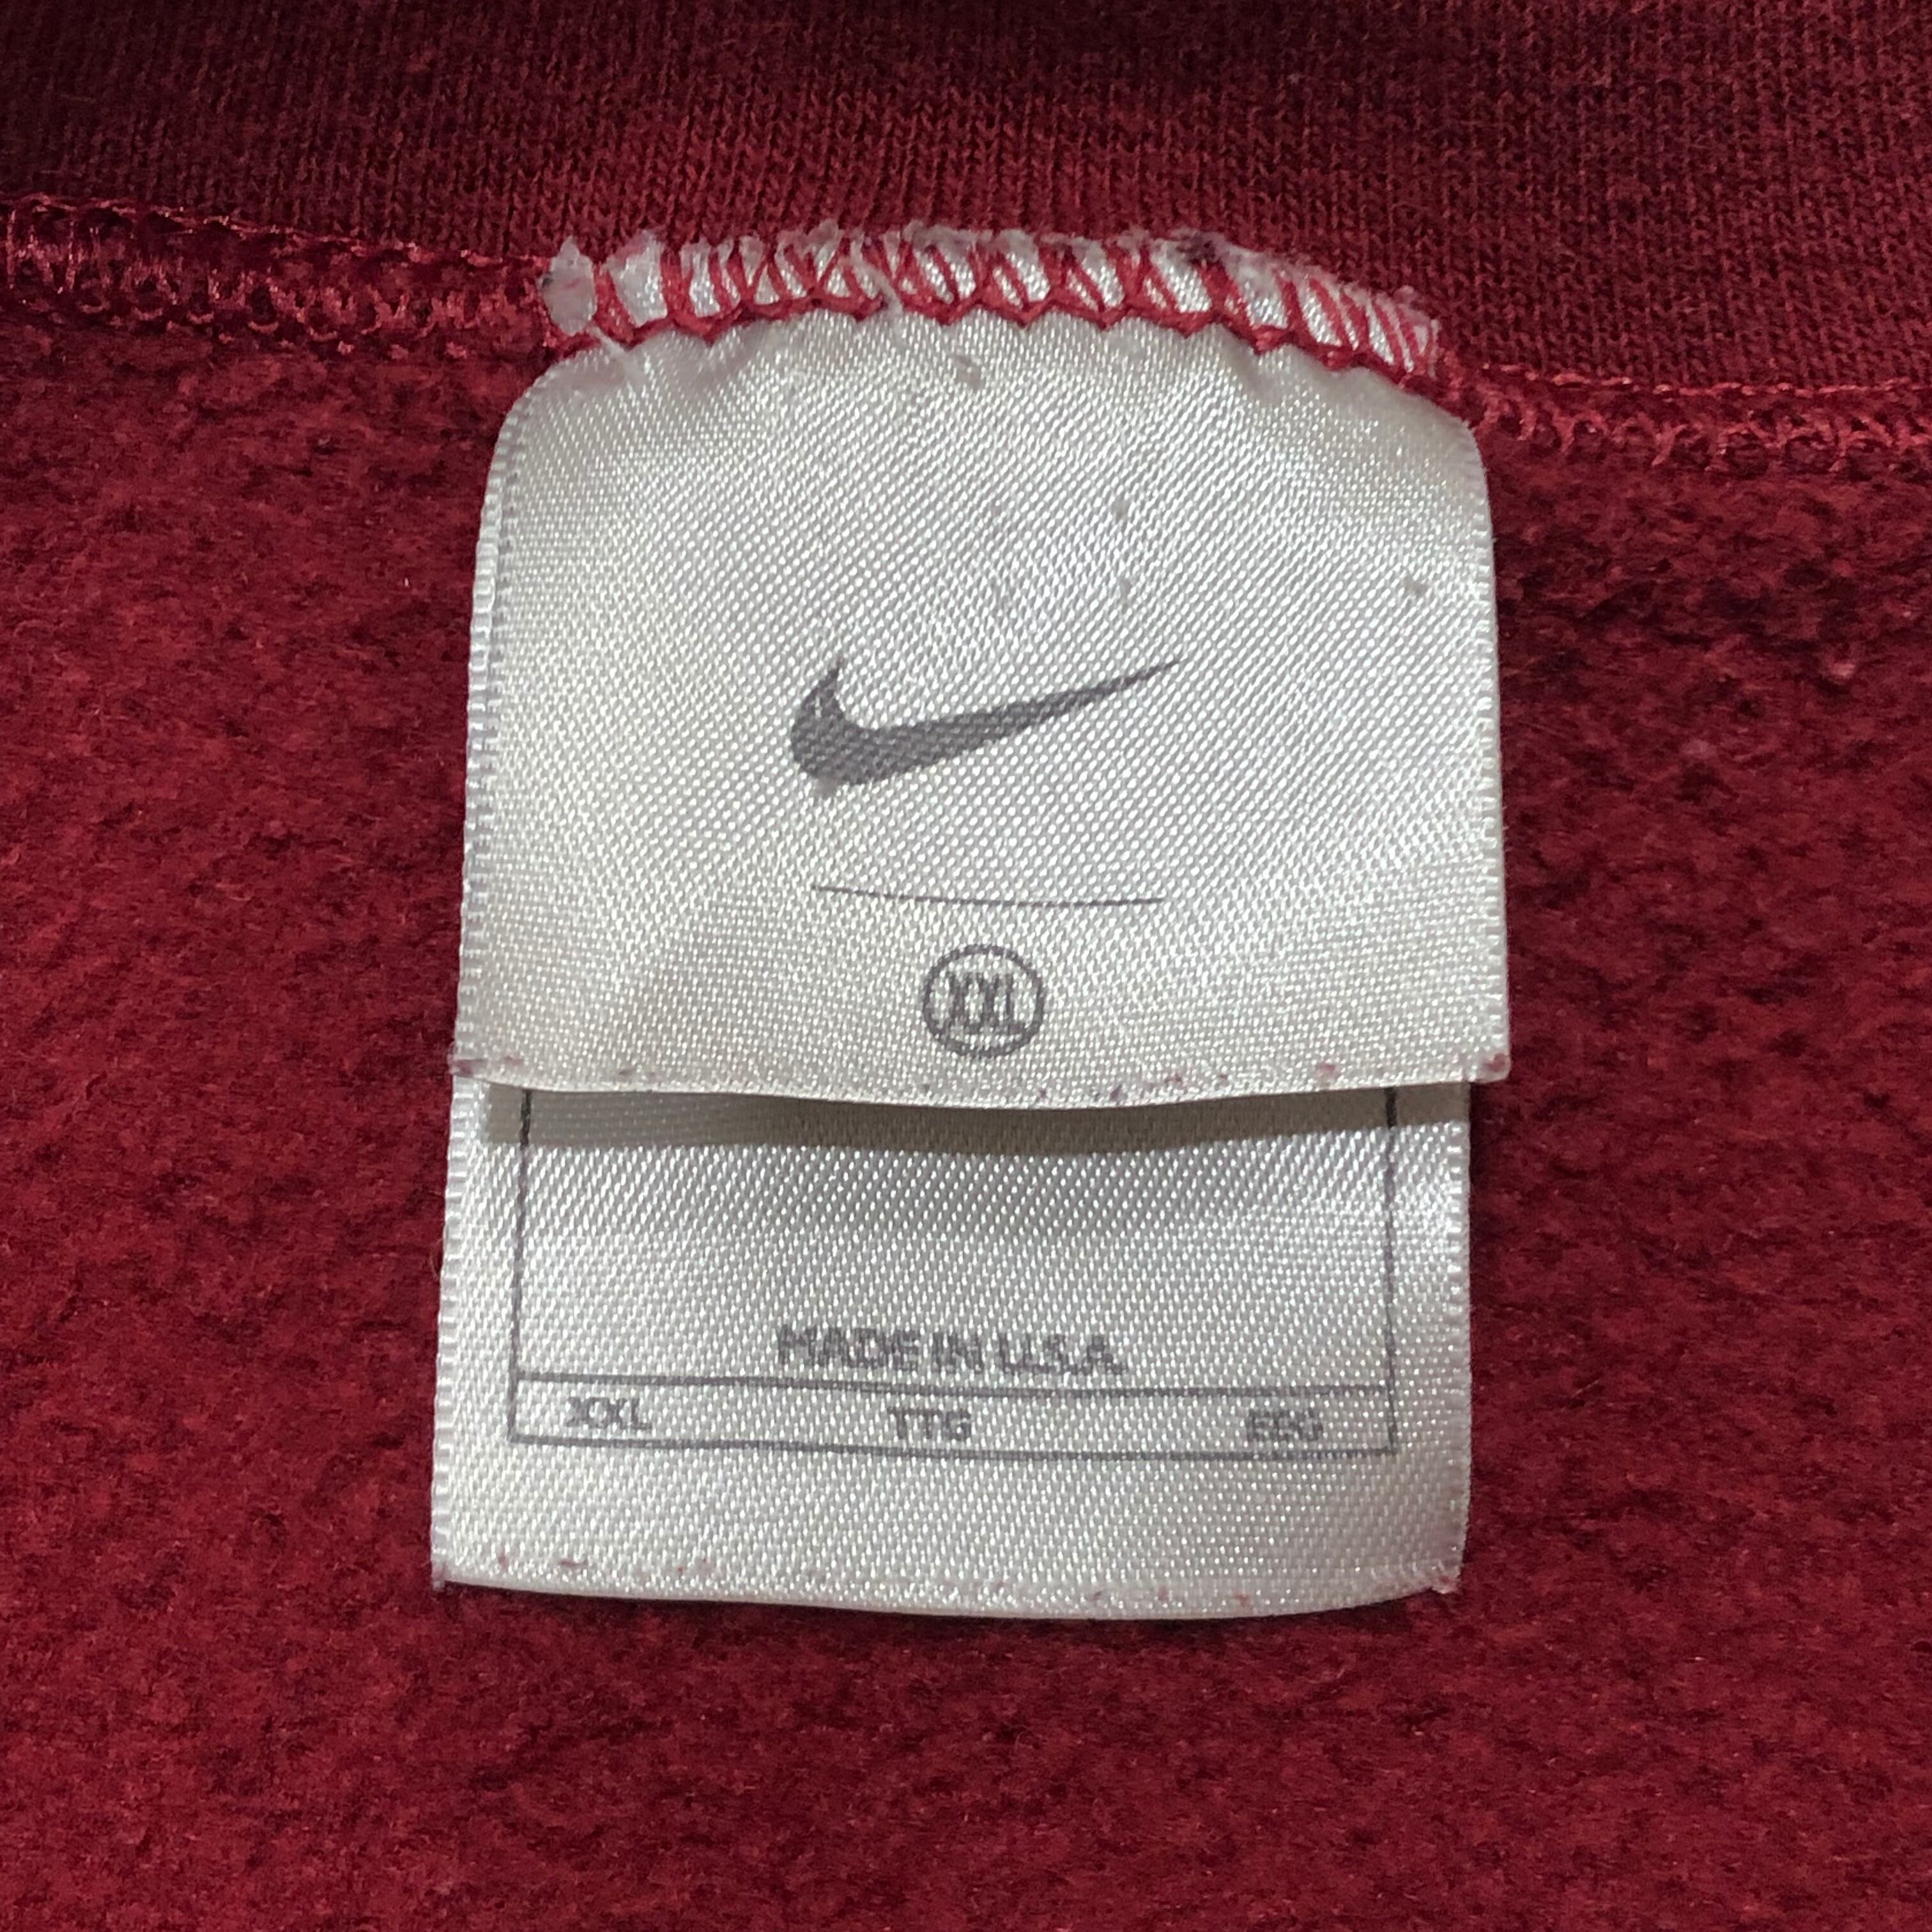 XXL
MADE IN U.S.A.
XXL TTG EEG